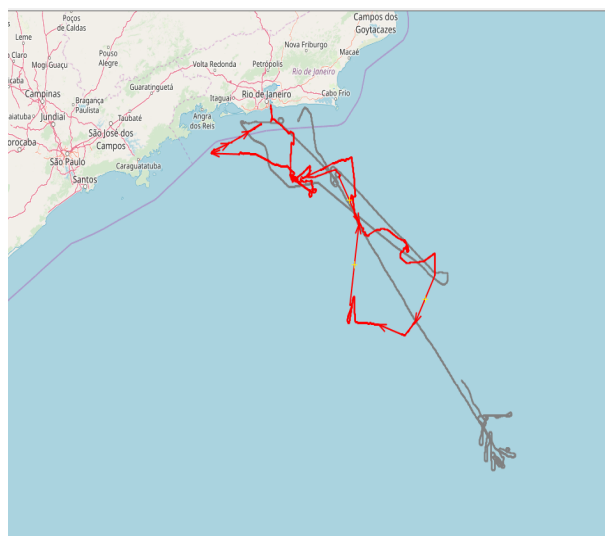 Campos dos
Goytacazes
Poços
de Caldas
Leme
Nova Friburgo
Macaé
Pouso
Alegre
o Claro
Mogi Guaçu
Volta Redonda
Petrópolis
Rio de Janeiro
Campinas
Guaratinguetá
Itaguaí
Rio de Janeiro
Cabo Frio
Bragança
Paulista
Jundiaí
Taubaté
Angra
dos Reis
São José dos
Campos
orocaba
São Paulo
Caraguatatuba
Santos